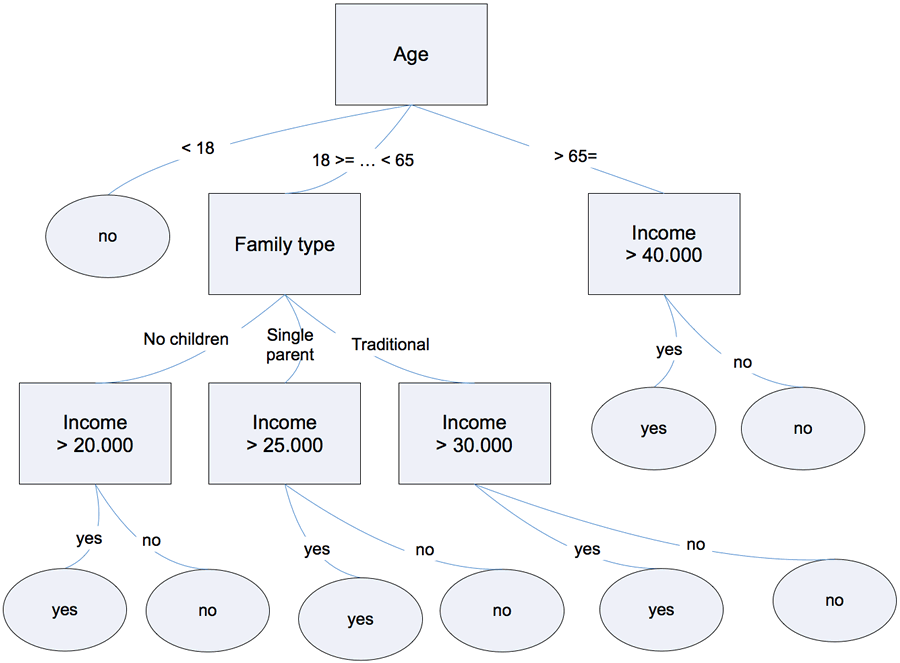 Age
< 18
18 >= … < 65
> 65=
no
Family type
Income
> 40.000
No children
Single
parent
Traditional
yes
no
Income
> 20.000
Income
> 25.000
Income
> 30.000
yes
no
yes
no
yes
no
yes
no
yes
no
yes
no
yes
no